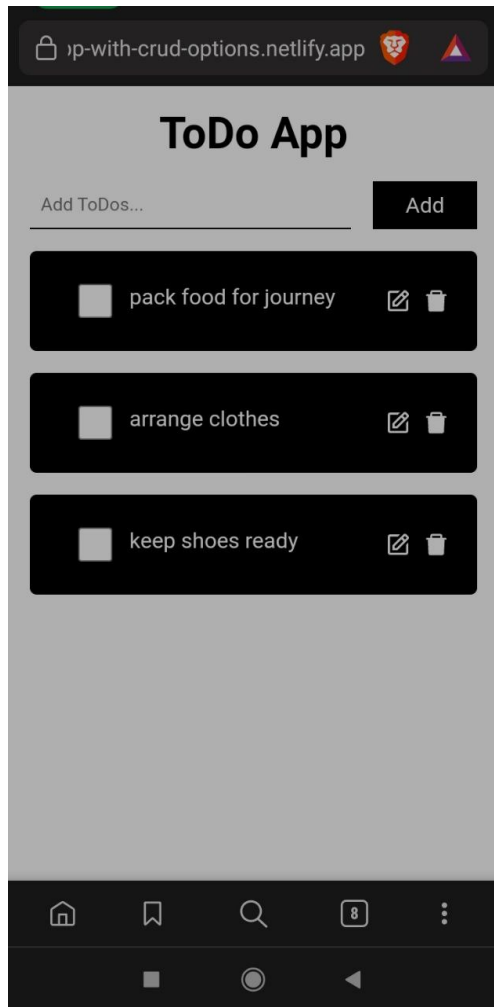 op-with-crud-options.netlify.app
ToDo App
Add ToDos...
Add
pack food for journey
arrange clothes
keep shoes ready
8